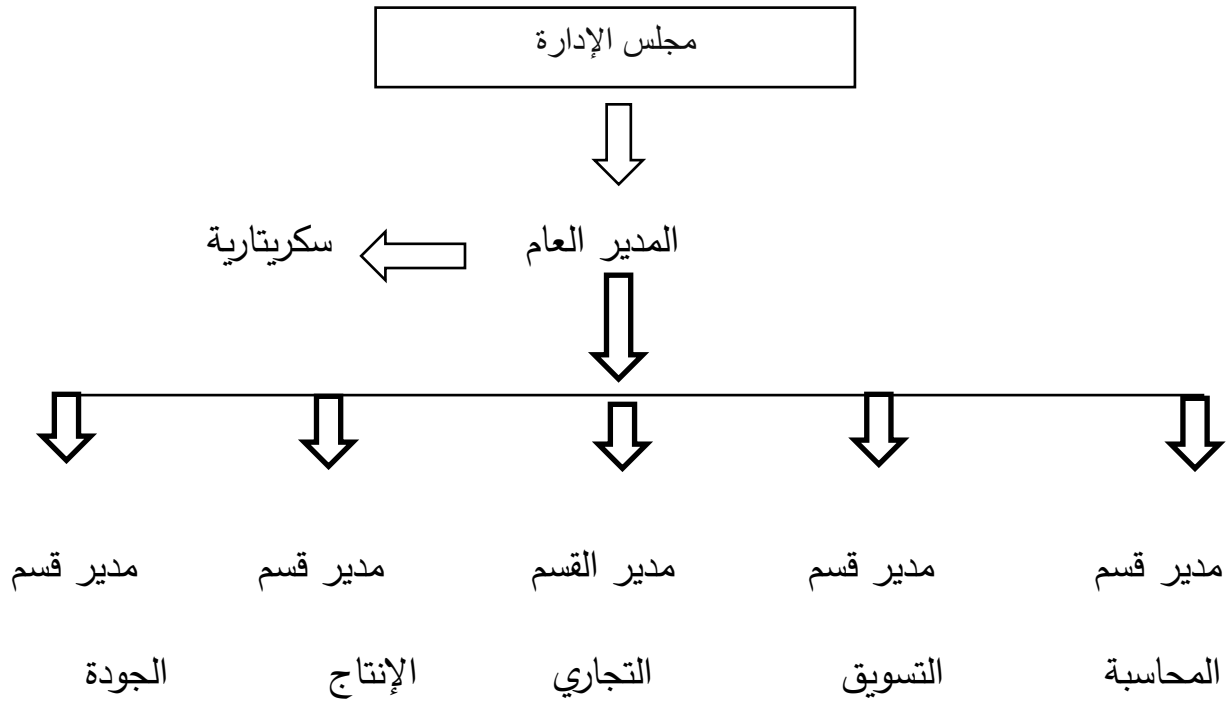 مجلس الإدارة
المدير العام
سكريتارية
مدير قسم
المحاسبة
مدير قسم
التسويق
مدير القسم
التجاري
مدير قسم
الإنتاج
مدير قسم
الجودة